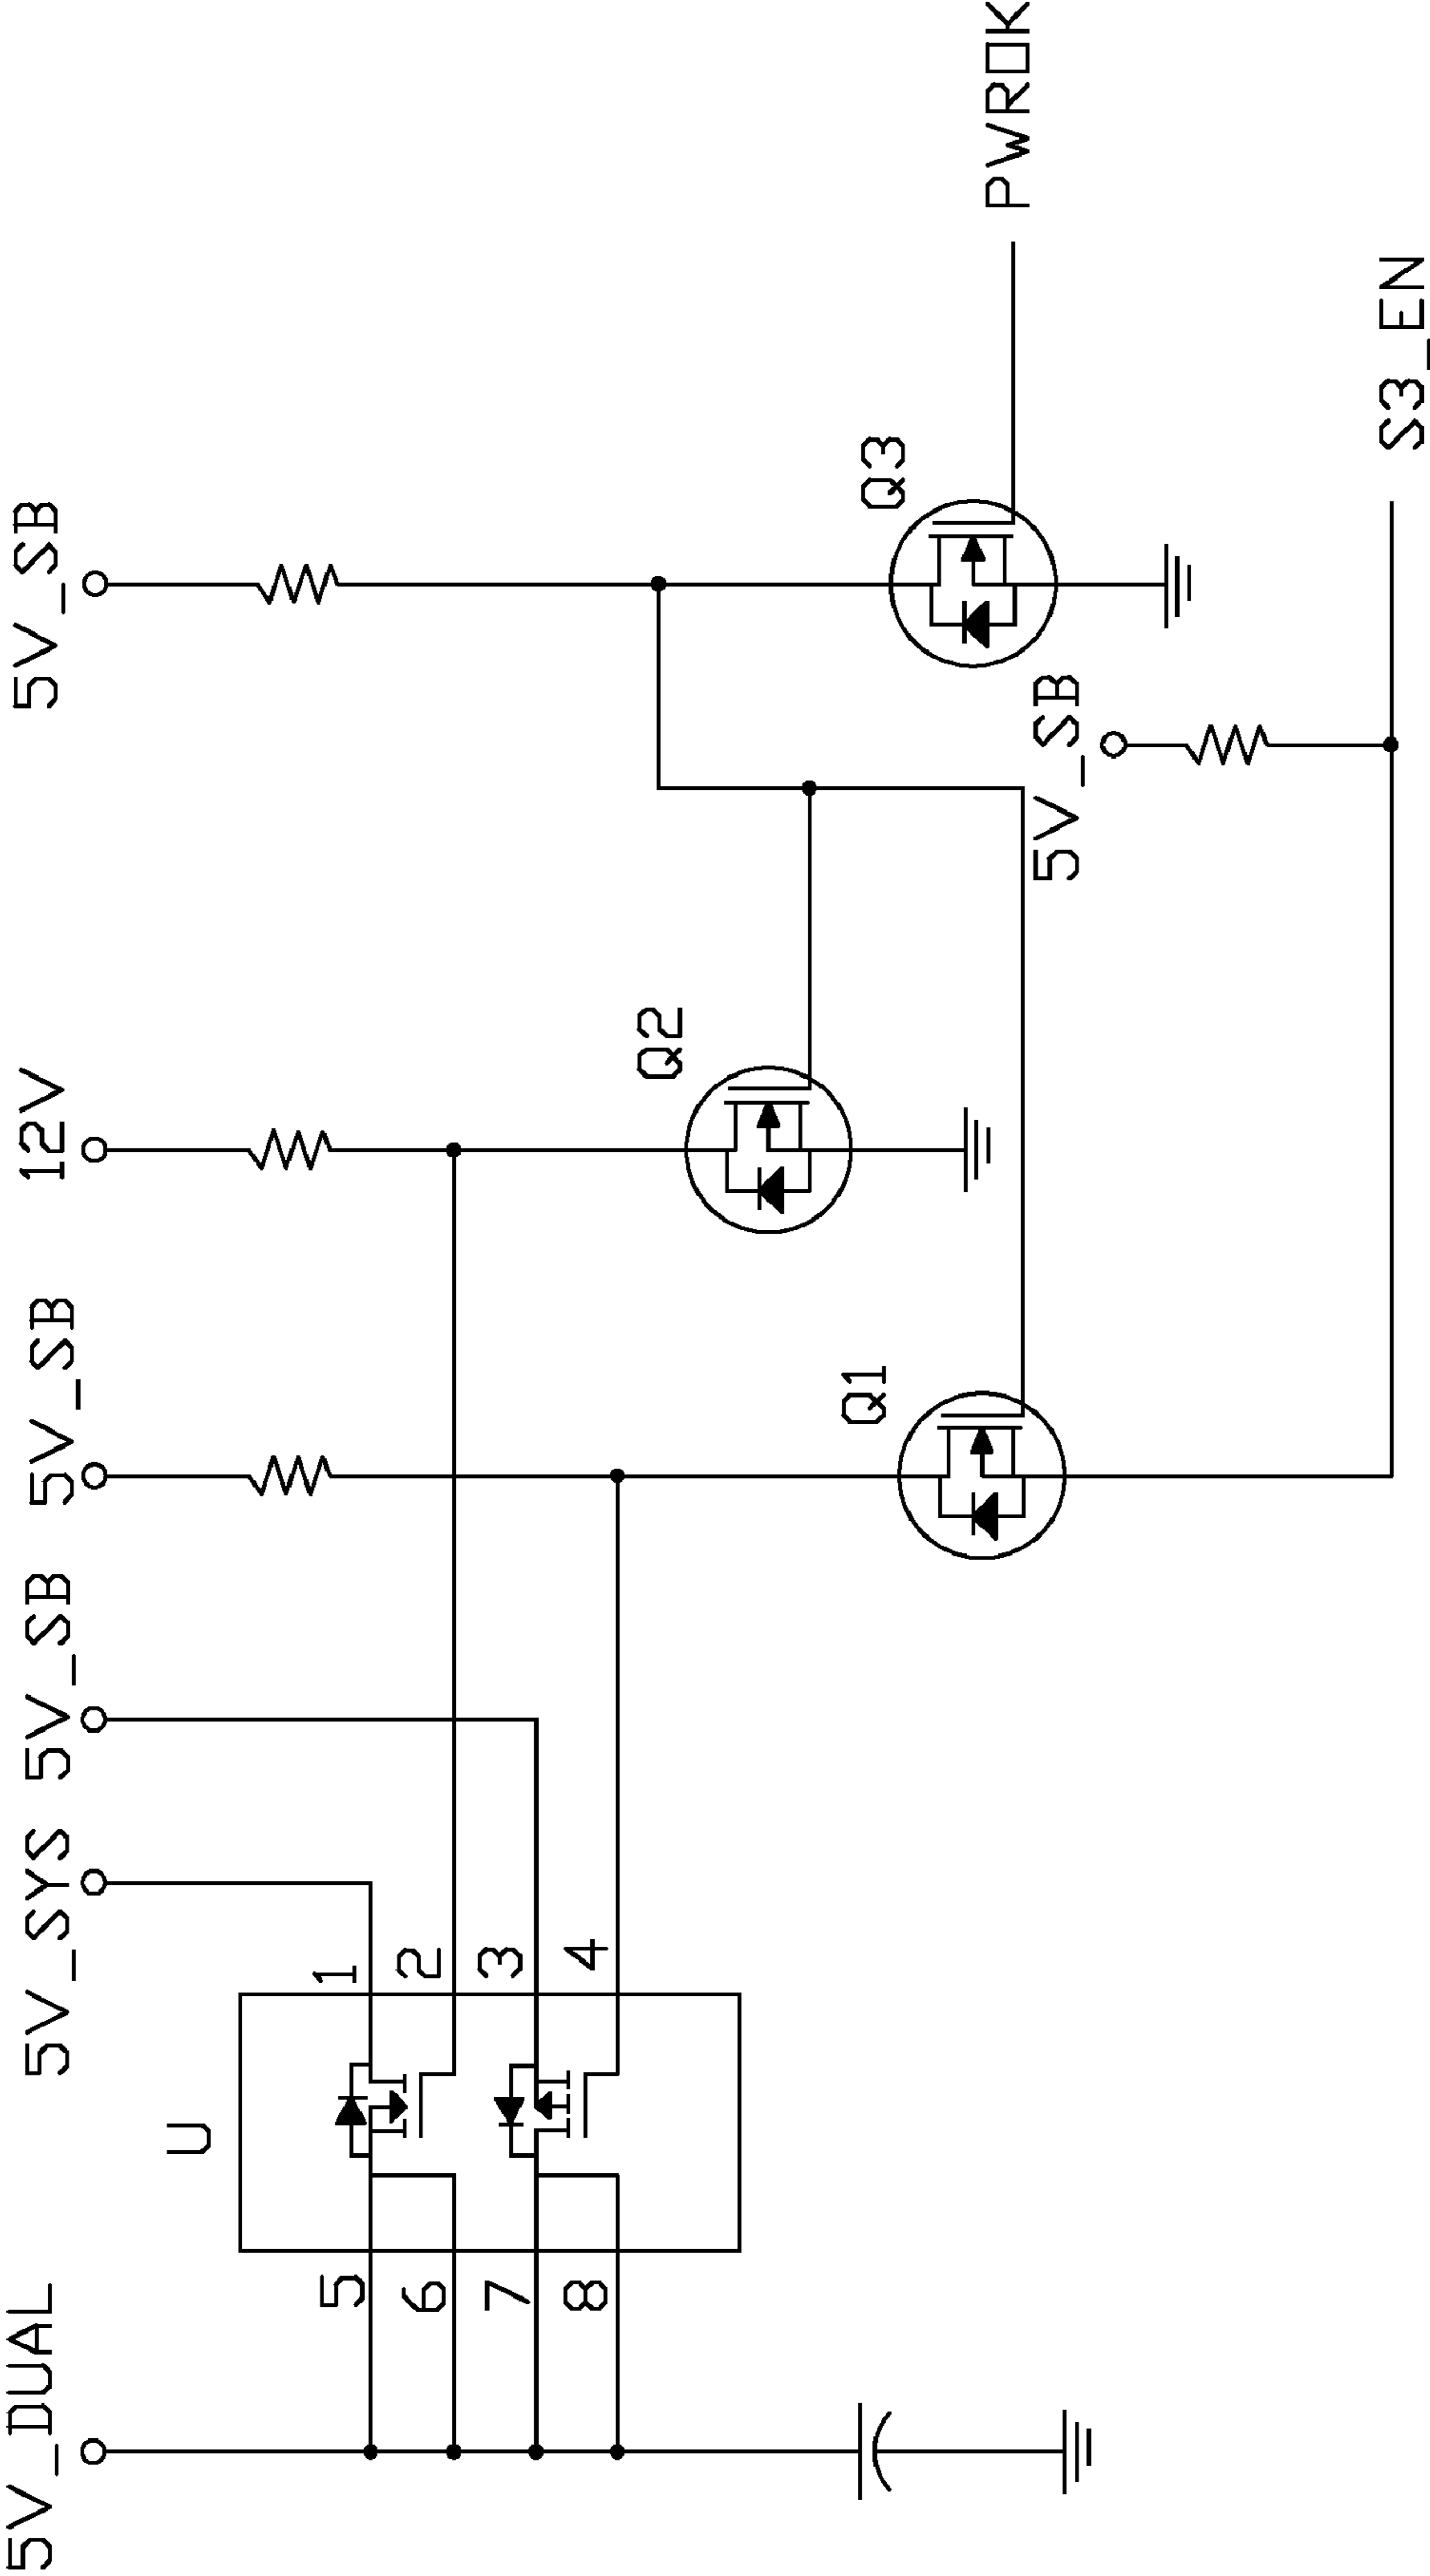 5V_DUAL
5V_SYS
5V_SB
5V_SB
12V
5V_SB
U
1
2
3
4
5
6
7
8
Q1
Q2
Q3
5V_SB
PWROK
S3_EN